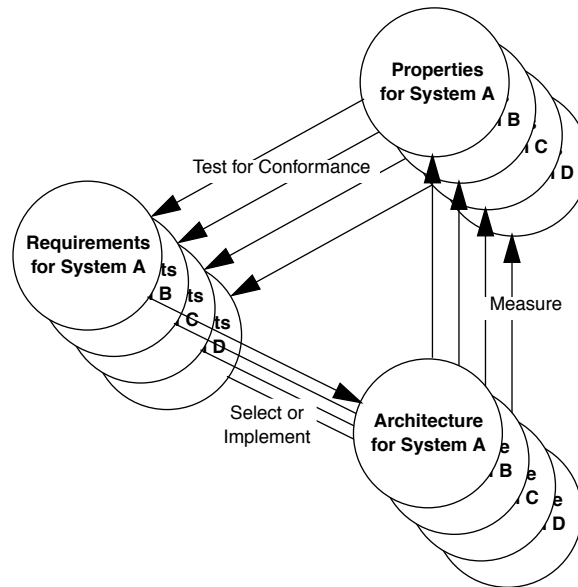 Properties
for System A
B
C
D
Test for Conformance
Requirements
for System A
ts
B
ts
C
ts
D
Measure
Select or
Implement
Architecture
for System A
e
B
e
C
e
D